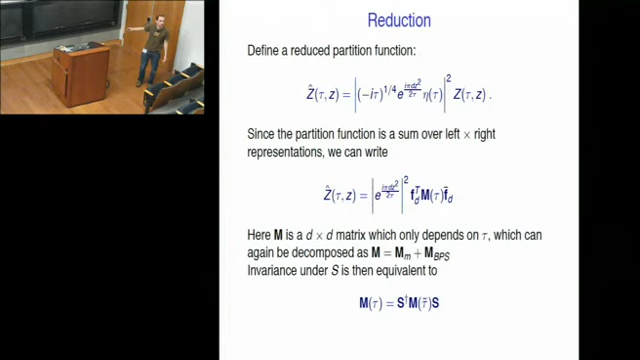 Reduction
Define a reduced partition function:
Ẑ(τ, z) = |(−iτ)^{1/4} e^{iπdz²/2τ} η(τ)|² Z(τ, z) .
Since the partition function is a sum over left × right
representations, we can write
Ẑ(τ, z) = |e^{iπdz²/2τ}|² f_d^T M(τ) f̄_d
Here M is a d × d matrix which only depends on τ, which can
again be decomposed as M = M_m + M_BPS
Invariance under S is then equivalent to
M(τ) = S†M(τ̃)S